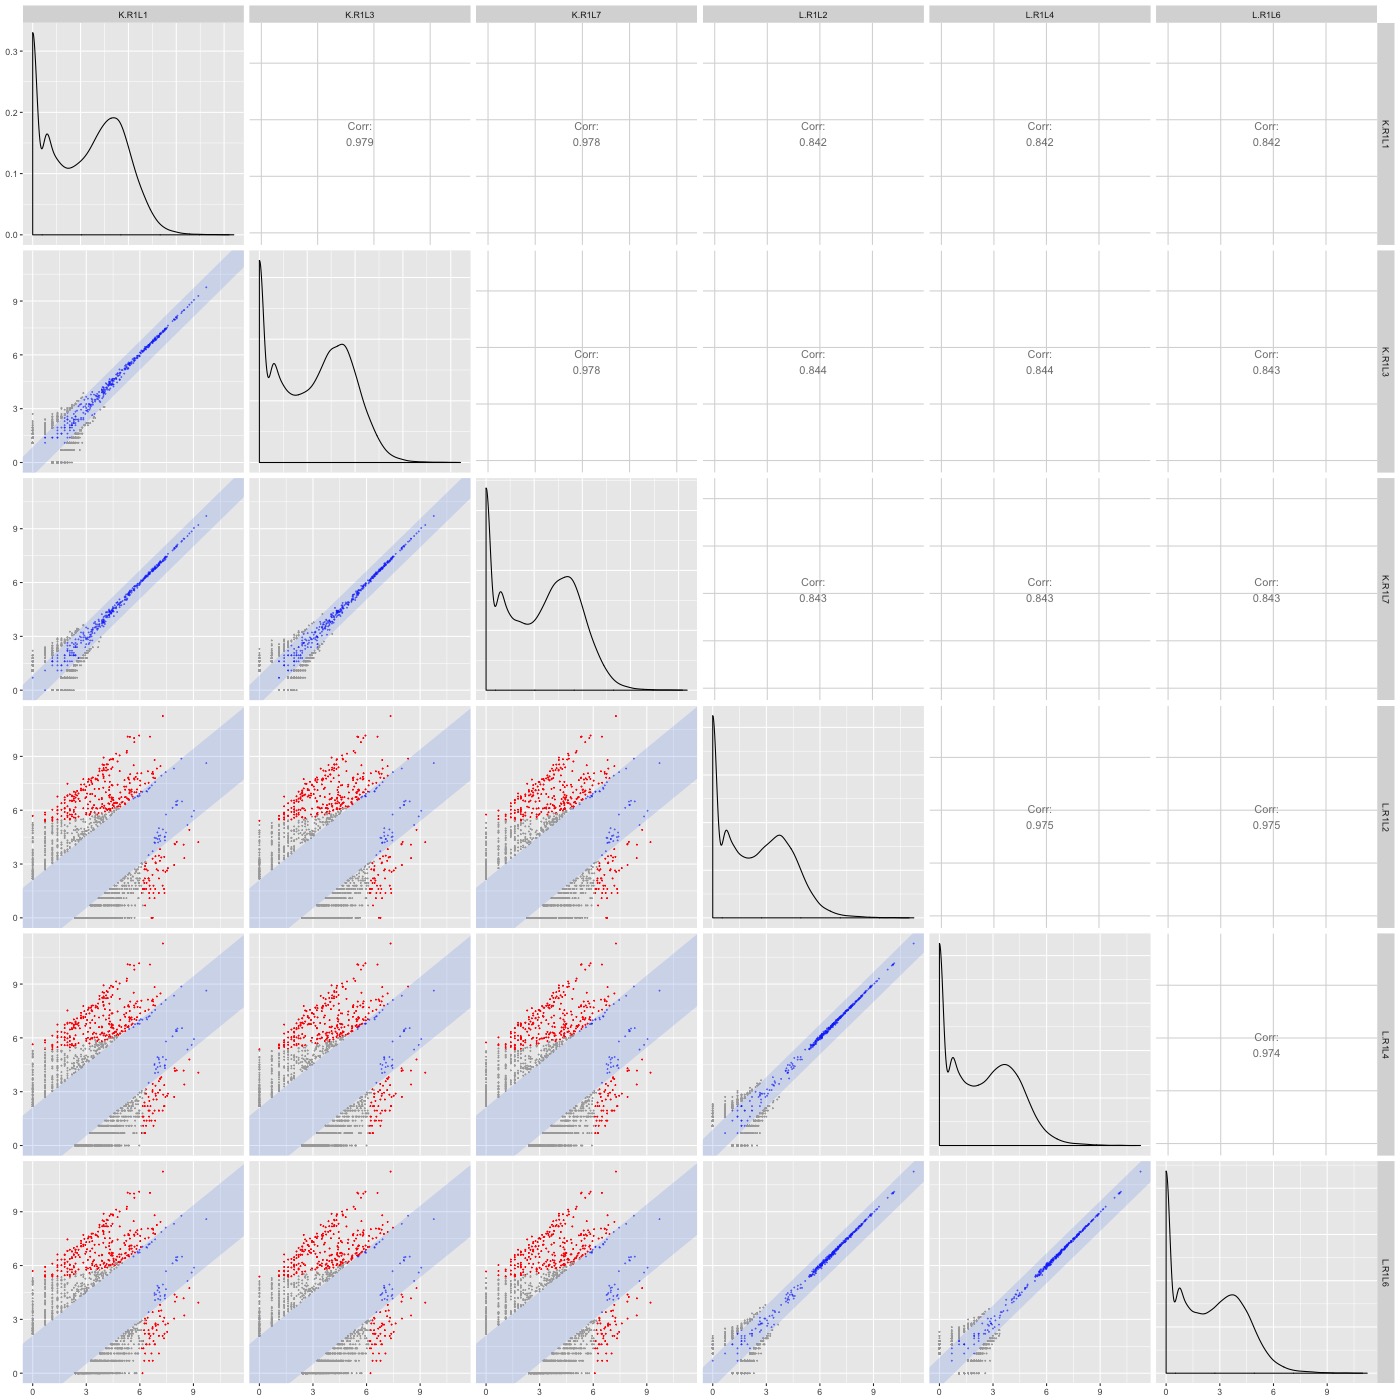 K.R1L1 K.R1L3 K.R1L7 L.R1L2 L.R1L4 L.R1L6
0.3
0.2
0.1
0.0
Corr:
0.979
Corr:
0.978
Corr:
0.842
Corr:
0.842
Corr:
0.842
K.R1L1
9
6
3
0
Corr:
0.978
Corr:
0.844
Corr:
0.844
Corr:
0.843
K.R1L3
9
6
3
0
Corr:
0.843
Corr:
0.843
Corr:
0.843
K.R1L7
9
6
3
0
Corr:
0.975
Corr:
0.975
L.R1L2
9
6
3
0
Corr:
0.974
L.R1L4
9
6
3
0
L.R1L6
0 3 6 9 0 3 6 9 0 3 6 9 0 3 6 9 0 3 6 9 0 3 6 9